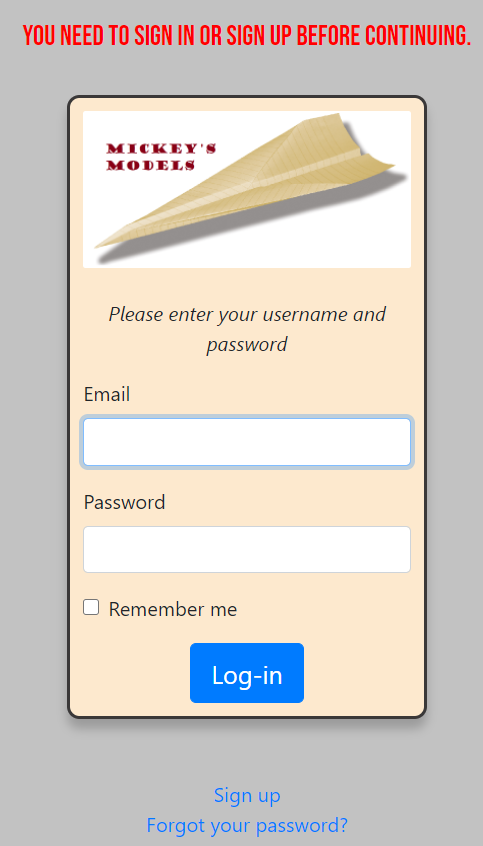 YOU NEED TO SIGN IN OR SIGN UP BEFORE CONTINUING.
MICKEY'S
MODELS
Please enter your username and
password
Email
Password
Remember me
Log-in
Sign up
Forgot your password?